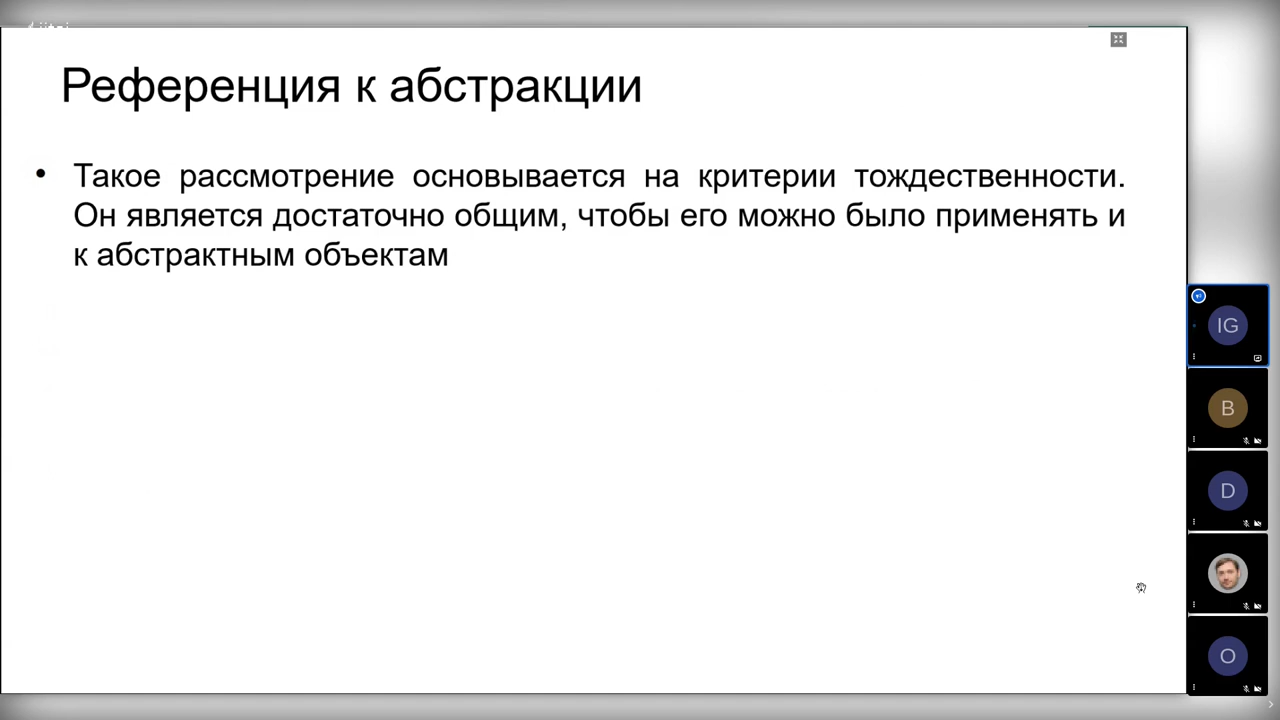 Референция к абстракции
• Такое рассмотрение основывается на критерии тождественности.
Он является достаточно общим, чтобы его можно было применять и
к абстрактным объектам
IG
B
D
O